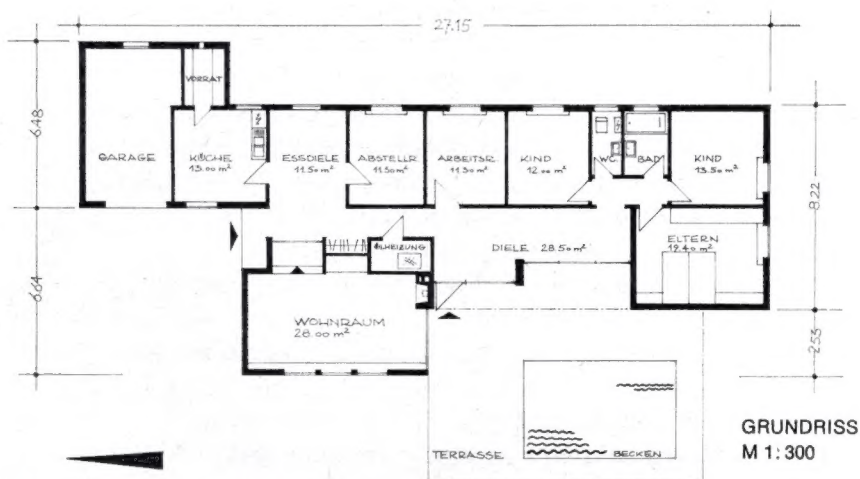 27.15
6.48
VORRAT
GARAGE
KÜCHE
13.00 m²
ESSDIELE
11.50 m²
ABSTELLR.
11.50 m²
ARBEITSR.
11.50 m²
KIND
12.00 m²
WC
BAD
KIND
13.50 m²
8.22
ÖLHEIZUNG
DIELE 28.50 m²
ELTERN
19.40 m²
6.64
WOHNRAUM
28.00 m²
2.53
TERRASSE
BECKEN
GRUNDRISS
M 1:300